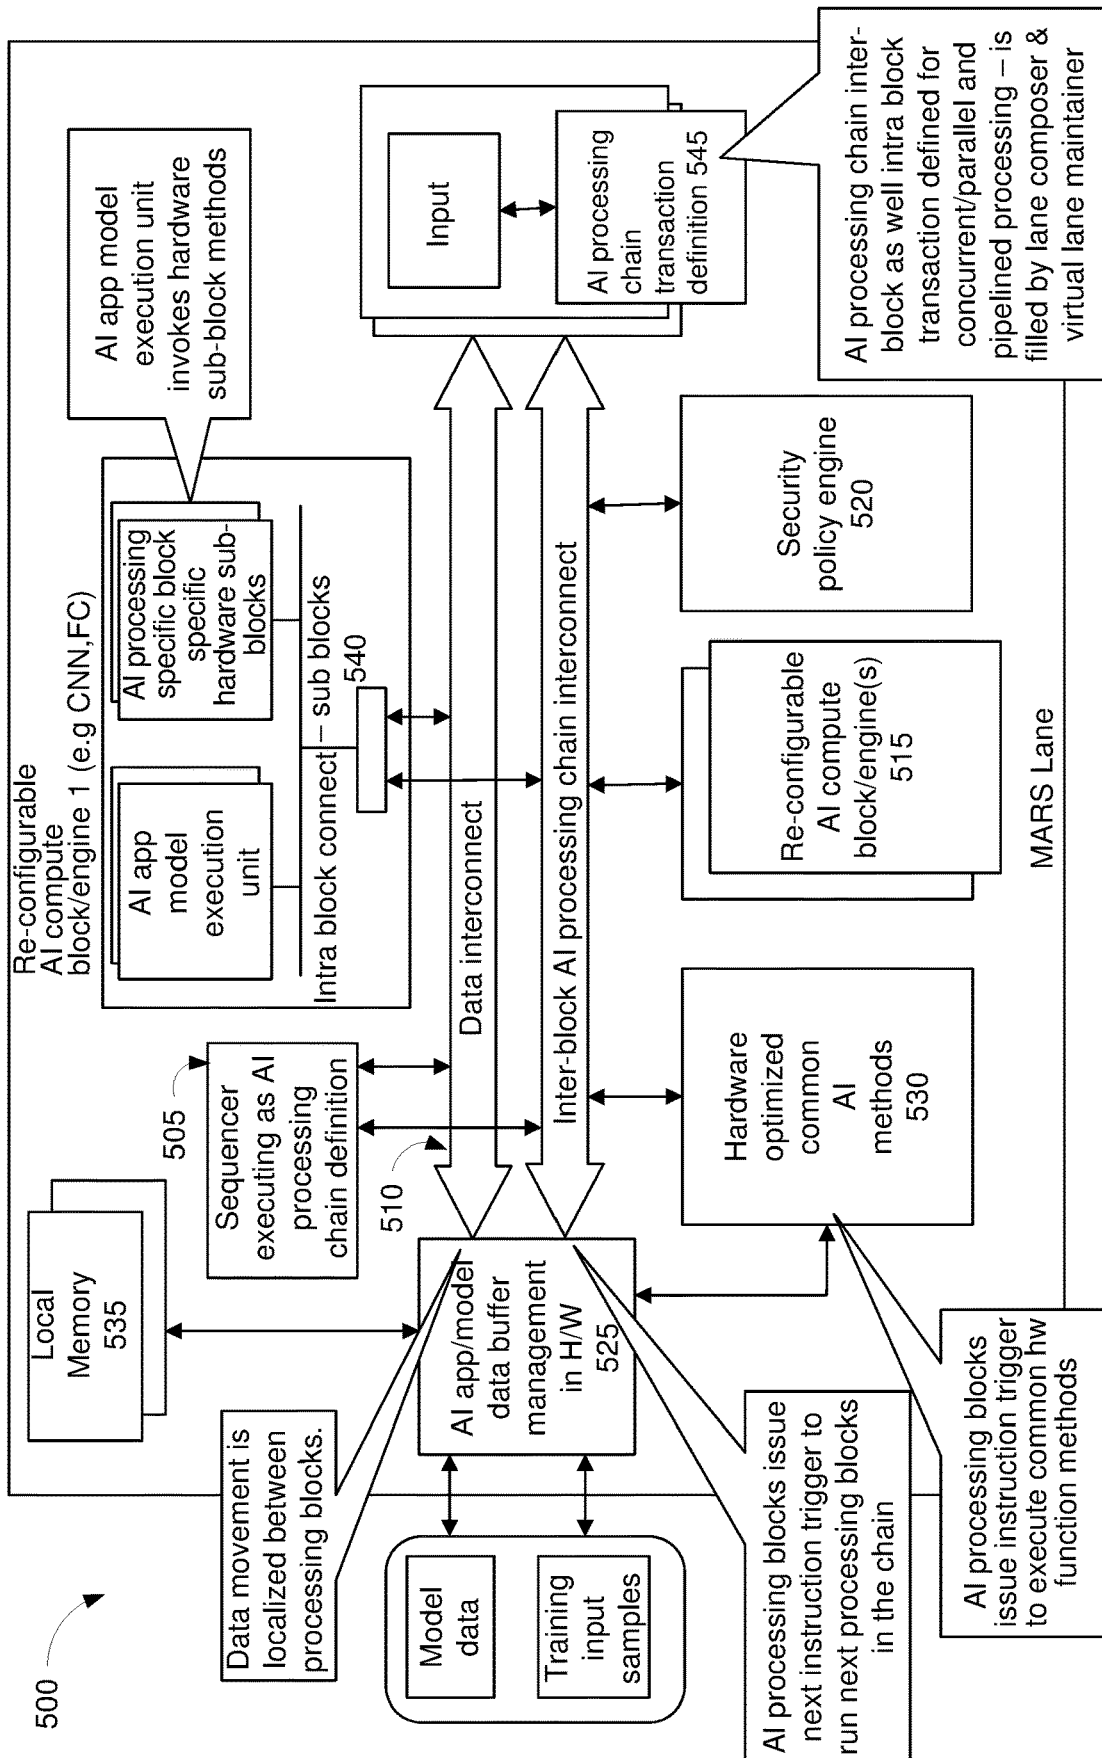 500
Data movement is
localized between
processing blocks.
Local
Memory
535
505
Sequencer
executing as AI
processing
chain definition
Re-configurable
AI compute
block/engine 1 (e.g CNN,FC)
AI app
model
execution
unit
AI processing
specific block
specific
hardware sub-
blocks
Intra block connect – sub blocks
540
AI app model
execution unit
invokes hardware
sub-block methods
Model
data
Training
input
samples
AI app/model
data buffer
management
in H/W
525
510
Data interconnect
Inter-block AI processing chain interconnect
Input
AI processing
chain
transaction
definition 545
AI processing blocks issue
next instruction trigger to
run next processing blocks
in the chain
Hardware
optimized
common
AI
methods
530
Re-configurable
AI compute
block/engine(s)
515
Security
policy engine
520
AI processing blocks
issue instruction trigger
to execute common hw
function methods
MARS Lane
AI processing chain inter-
block as well intra block
transaction defined for
concurrent/parallel and
pipelined processing – is
filled by lane composer &
virtual lane maintainer